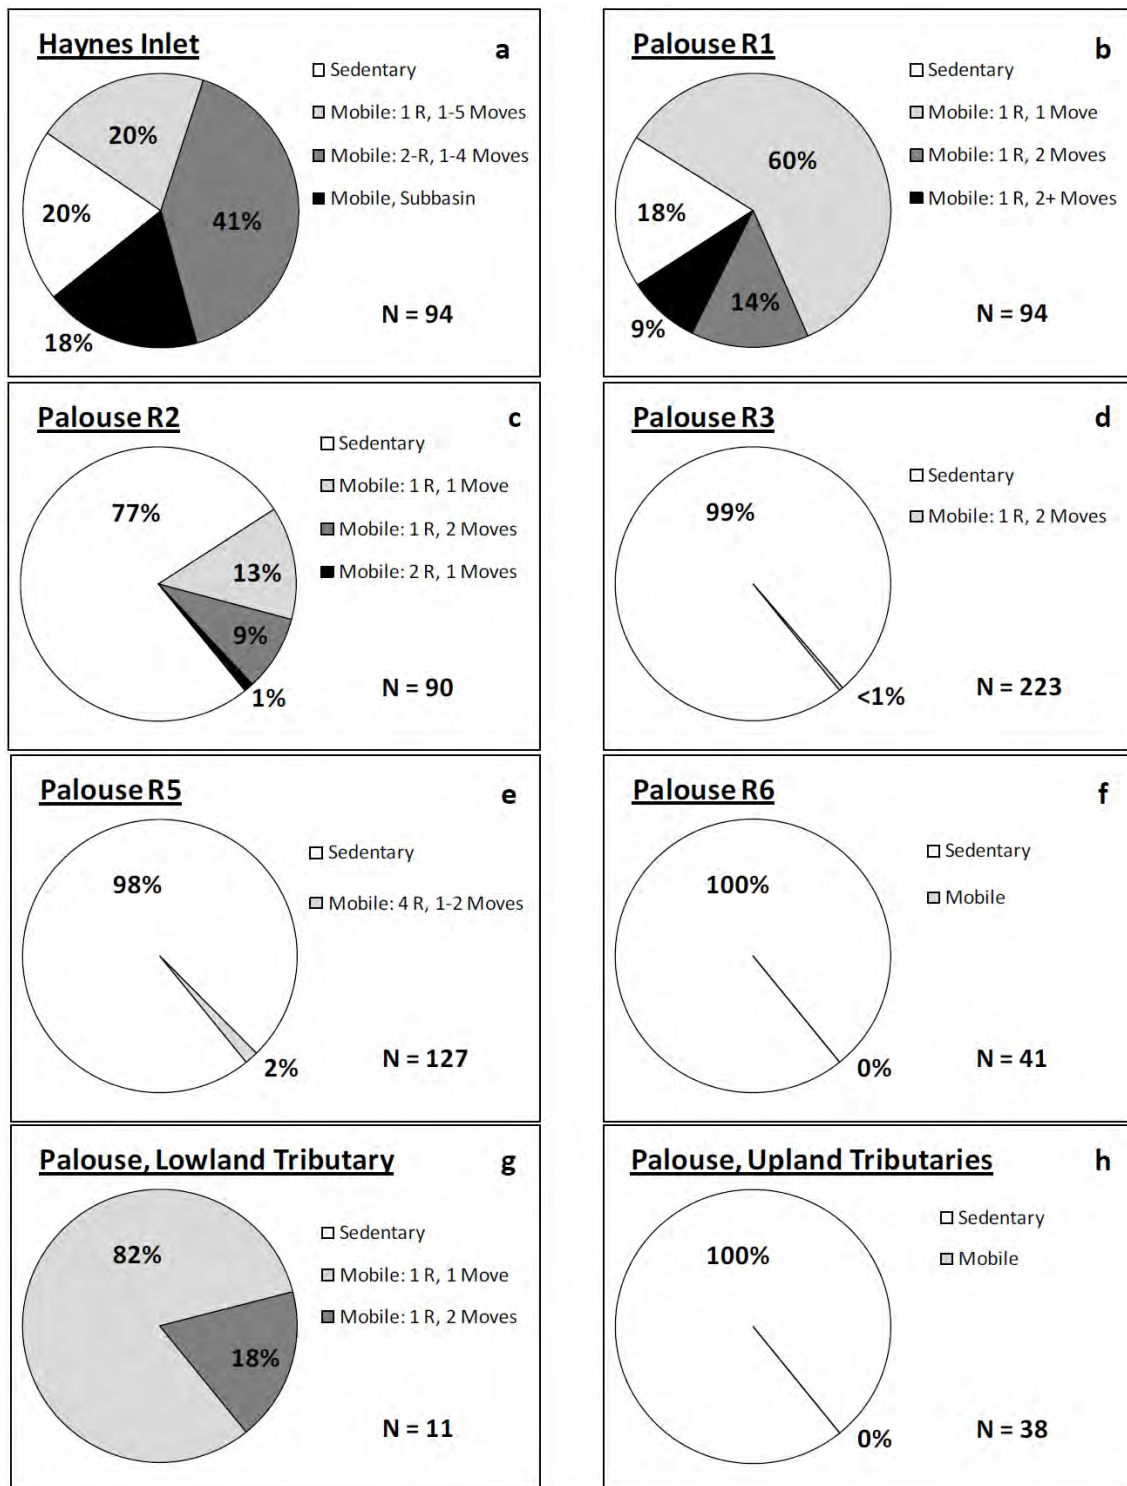 Haynes Inlet
a
Sedentary
Mobile: 1 R, 1-5 Moves
Mobile: 2-R, 1-4 Moves
Mobile, Subbasin
20%
20%
41%
18%
N = 94
Palouse R1
b
Sedentary
Mobile: 1 R, 1 Move
Mobile: 1 R, 2 Moves
Mobile: 1 R, 2+ Moves
60%
18%
14%
9%
N = 94
Palouse R2
c
Sedentary
Mobile: 1 R, 1 Move
Mobile: 1 R, 2 Moves
Mobile: 2 R, 1 Moves
77%
13%
9%
1%
N = 90
Palouse R3
d
Sedentary
Mobile: 1 R, 2 Moves
99%
<1%
N = 223
Palouse R5
e
Sedentary
Mobile: 4 R, 1-2 Moves
98%
2%
N = 127
Palouse R6
f
Sedentary
Mobile
100%
0%
N = 41
Palouse, Lowland Tributary
g
Sedentary
Mobile: 1 R, 1 Move
Mobile: 1 R, 2 Moves
82%
18%
N = 11
Palouse, Upland Tributaries
h
Sedentary
Mobile
100%
0%
N = 38